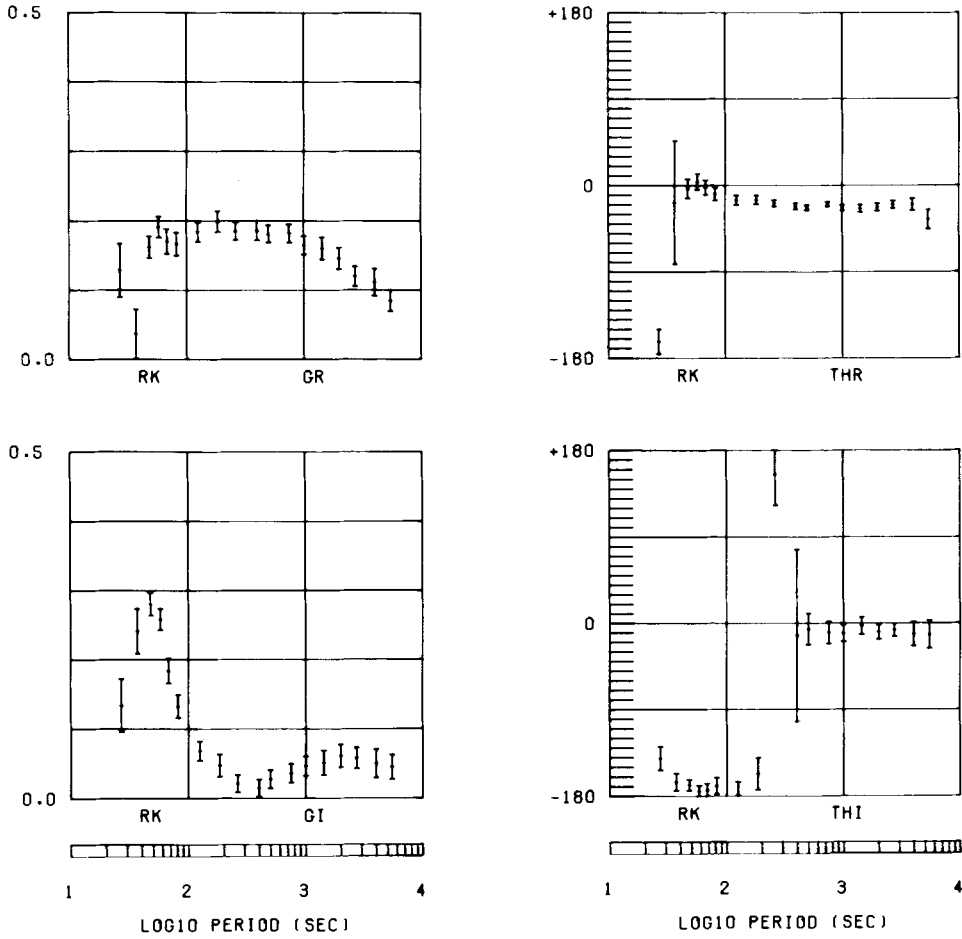 0.5
0.0
RK GR
+180
0
-180
RK THR
0.5
0.0
RK GI
1 2 3 4
LOG10 PERIOD (SEC)
+180
0
-180
RK THI
1 2 3 4
LOG10 PERIOD (SEC)